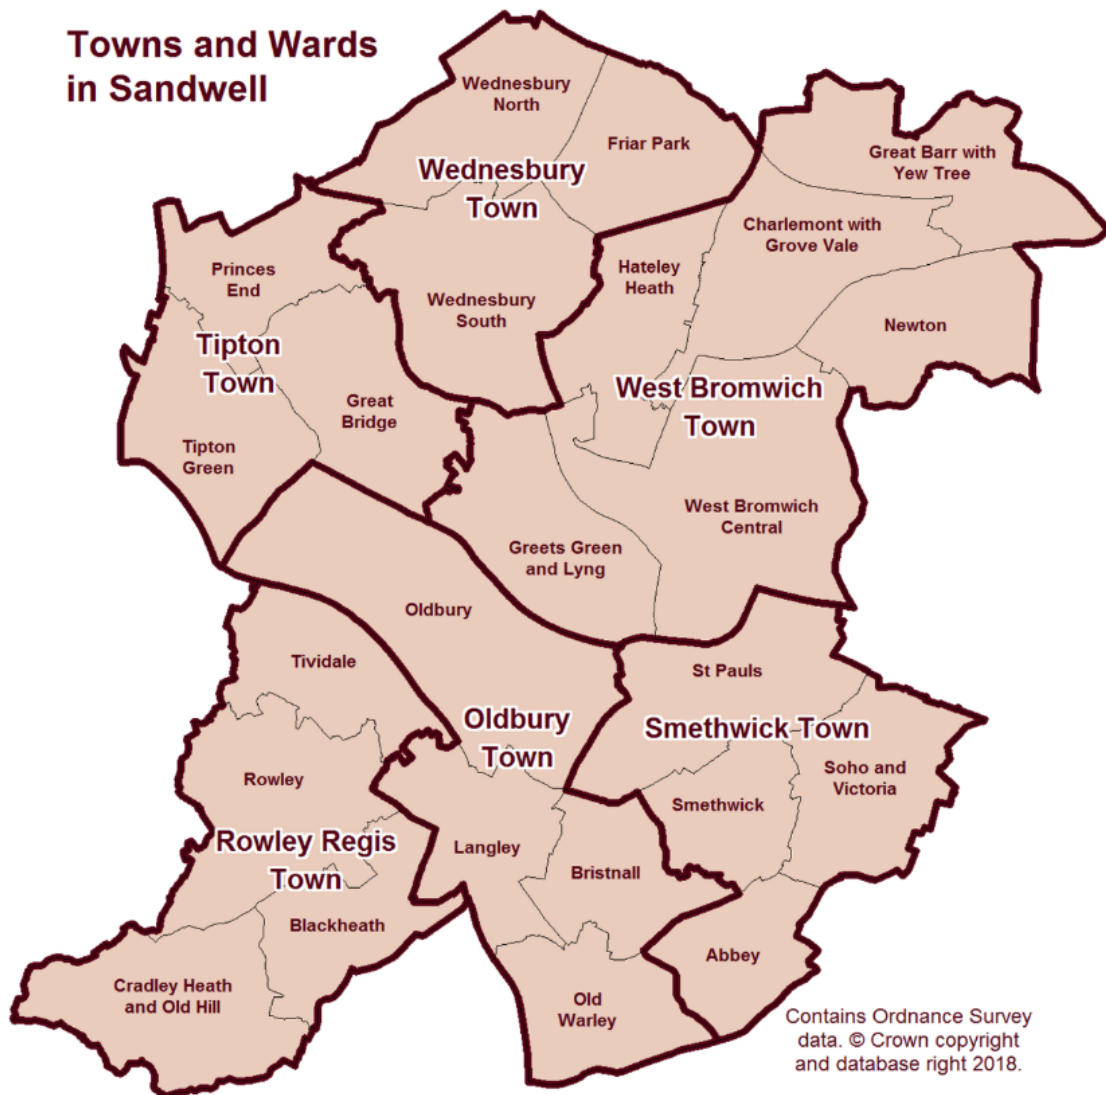 Towns and Wards
in Sandwell
Wednesbury
North
Friar Park
Great Barr with
Yew Tree
Wednesbury
Town
Charlemont with
Grove Vale
Princes
End
Hateley
Heath
Wednesbury
South
Newton
Tipton
Town
West Bromwich
Town
Great
Bridge
Tipton
Green
West Bromwich
Central
Greets Green
and Lyng
Oldbury
Tividale
St Pauls
Oldbury
Town
Smethwick Town
Rowley
Soho and
Victoria
Smethwick
Rowley Regis
Town
Langley
Bristnall
Blackheath
Abbey
Cradley Heath
and Old Hill
Old
Warley
Contains Ordnance Survey
data. © Crown copyright
and database right 2018.